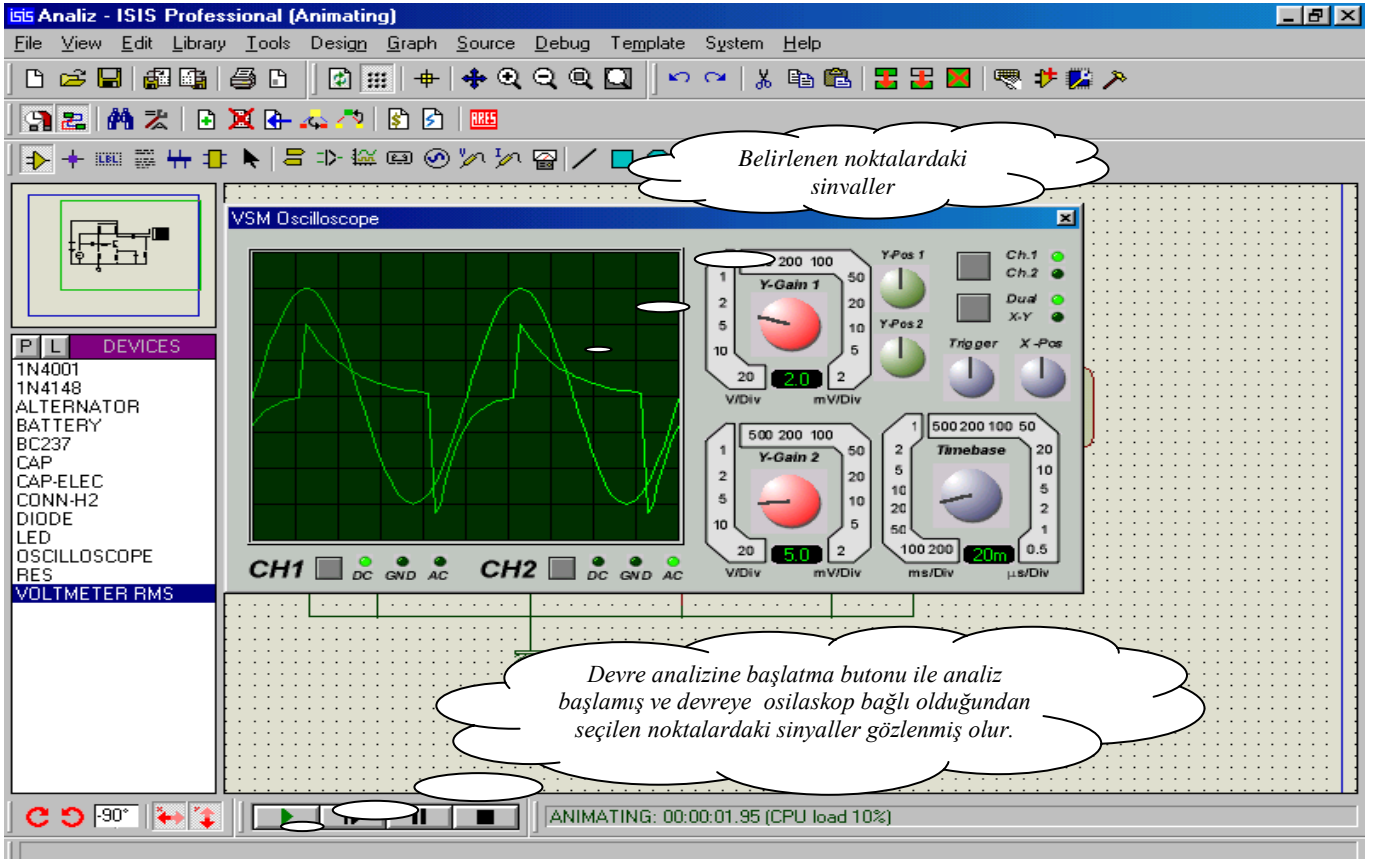 isis Analiz - ISIS Professional (Animating)
File View Edit Library Tools Design Graph Source Debug Template System Help
ARES
LBL
Belirlenen noktalardaki
sinvaller
VSM Oscilloscope
200 100
1 50
2 20
5 10
10 5
20 2
Y-Gain 1
2.0
V/Div mV/Div
Y-Pos 1
Y-Pos 2
Ch.1
Ch.2
Dual
X-Y
Trigger X-Pos
500 200 100
1 50
2 20
5 10
10 5
20 2
Y-Gain 2
5.0
V/Div mV/Div
1 500 200 100 50
2 20
5 10
10 5
20 2
50 1
100 200 0.5
Timebase
20m
ms/Div µs/Div
CH1 DC GND AC CH2 DC GND AC
P L DEVICES
1N4001
1N4148
ALTERNATOR
BATTERY
BC237
CAP
CAP-ELEC
CONN-H2
DIODE
LED
OSCILLOSCOPE
RES
VOLTMETER RMS
Devre analizine başlatma butonu ile analiz
başlamış ve devreye osilaskop bağlı olduğundan
seçilen noktalardaki sinyaller gözlenmiş olur.
-90°
ANIMATING: 00:00:01.95 (CPU load 10%)